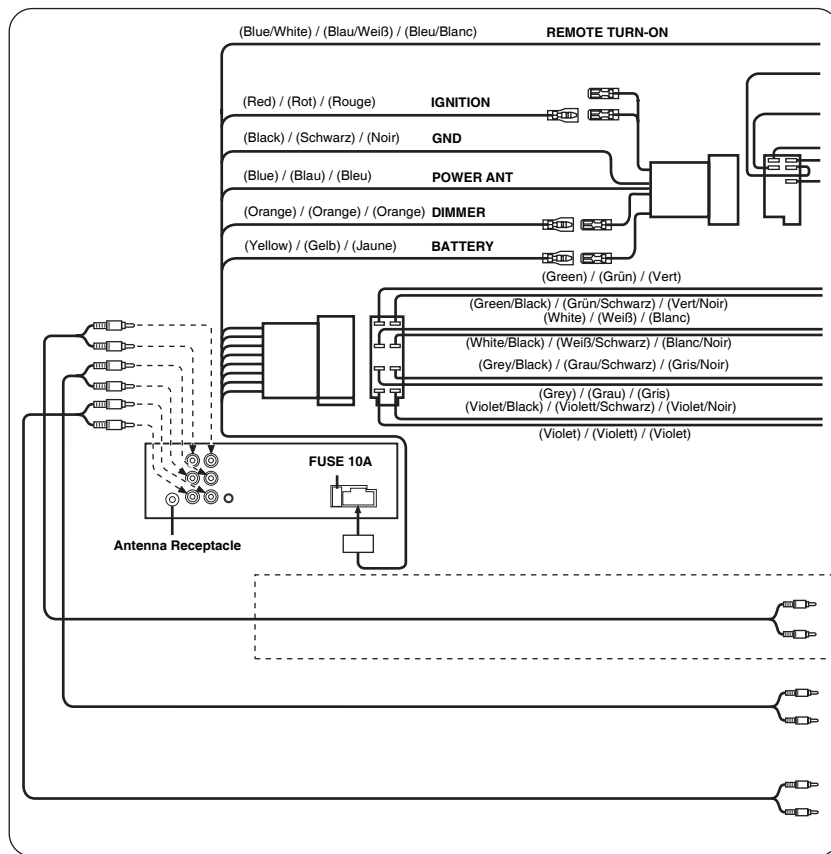 (Blue/White) / (Blau/Weiß) / (Bleu/Blanc) REMOTE TURN-ON
(Red) / (Rot) / (Rouge) IGNITION
(Black) / (Schwarz) / (Noir) GND
(Blue) / (Blau) / (Bleu) POWER ANT
(Orange) / (Orange) / (Orange) DIMMER
(Yellow) / (Gelb) / (Jaune) BATTERY
(Green) / (Grün) / (Vert)
(Green/Black) / (Grün/Schwarz) / (Vert/Noir)
(White) / (Weiß) / (Blanc)
(White/Black) / (Weiß/Schwarz) / (Blanc/Noir)
(Grey/Black) / (Grau/Schwarz) / (Gris/Noir)
(Grey) / (Grau) / (Gris)
(Violet/Black) / (Violett/Schwarz) / (Violet/Noir)
(Violet) / (Violett) / (Violet)
FUSE 10A
Antenna Receptacle